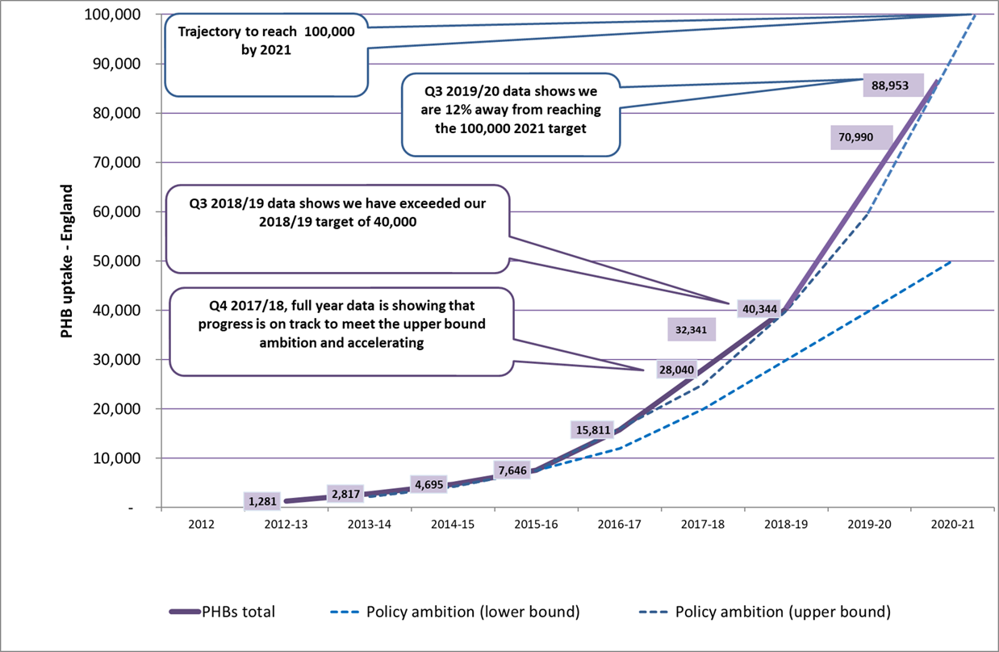 100,000
90,000
80,000
70,000
60,000
50,000
40,000
30,000
20,000
10,000
-
PHB uptake - England
Trajectory to reach 100,000
by 2021
Q3 2019/20 data shows we
are 12% away from reaching
the 100,000 2021 target
Q3 2018/19 data shows we have exceeded our
2018/19 target of 40,000
Q4 2017/18, full year data is showing that
progress is on track to meet the upper bound
ambition and accelerating
1,281
2,817
4,695
7,646
15,811
28,040
32,341
40,344
70,990
88,953
2012
2012-13
2013-14
2014-15
2015-16
2016-17
2017-18
2018-19
2019-20
2020-21
PHBs total
Policy ambition (lower bound)
Policy ambition (upper bound)